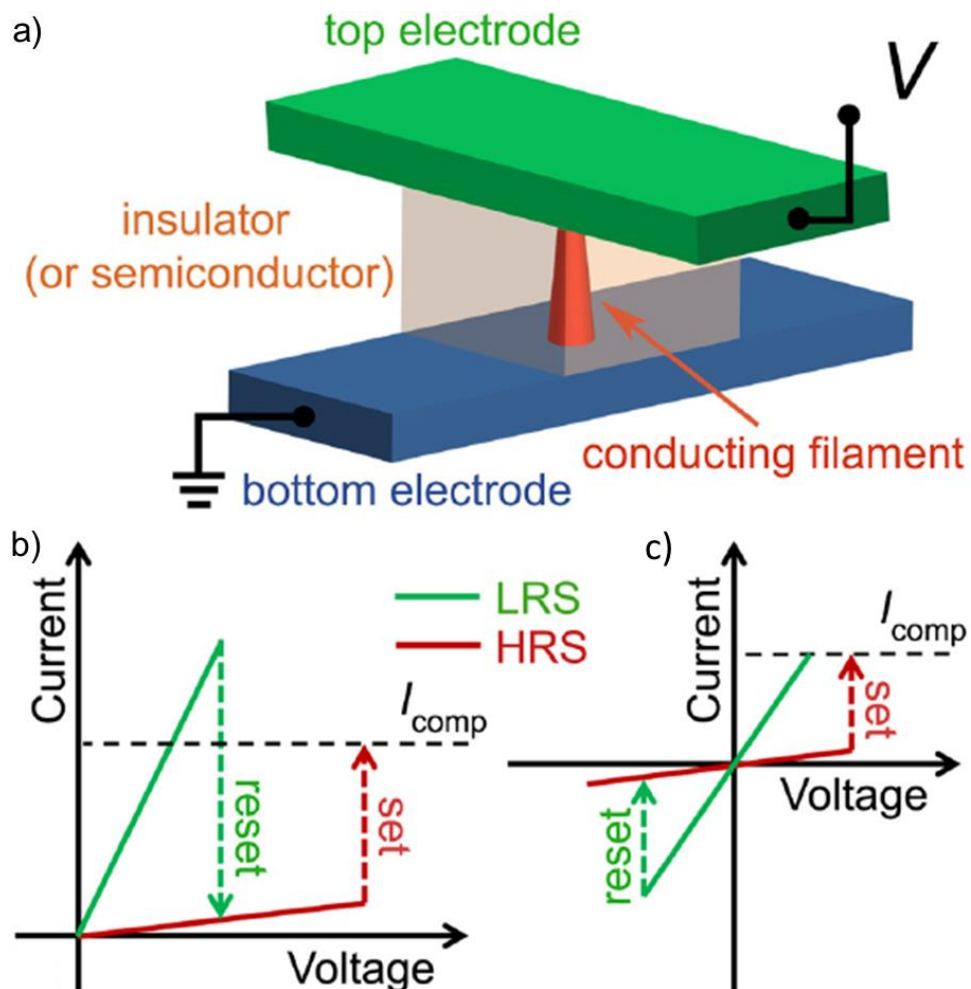 a)
top electrode
V
insulator
(or semiconductor)
conducting filament
bottom electrode
b)
Current
LRS
HRS
I comp
reset
set
Voltage
c)
Current
I comp
set
Voltage
reset